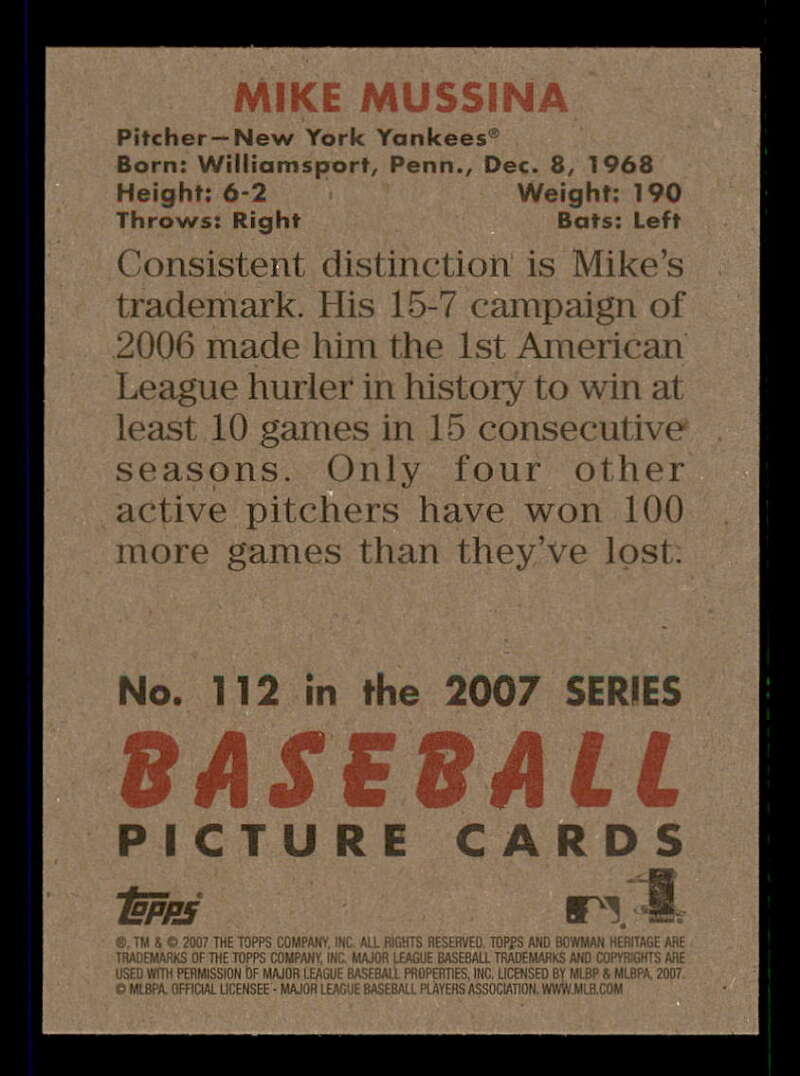 MIKE MUSSINA
Pitcher—New York Yankees®
Born: Williamsport, Penn., Dec. 8, 1968
Height: 6-2 Weight: 190
Throws: Right Bats: Left
Consistent distinction is Mike's
trademark. His 15-7 campaign of
2006 made him the 1st American
League hurler in history to win at
least 10 games in 15 consecutive
seasons. Only four other
active pitchers have won 100
more games than they've lost.
No. 112 in the 2007 SERIES
BASEBALL
PICTURE CARDS
Topps
®, TM & © 2007 THE TOPPS COMPANY, INC. ALL RIGHTS RESERVED. TOPPS AND BOWMAN HERITAGE ARE
TRADEMARKS OF THE TOPPS COMPANY, INC. MAJOR LEAGUE BASEBALL TRADEMARKS AND COPYRIGHTS ARE
USED WITH PERMISSION OF MAJOR LEAGUE BASEBALL PROPERTIES, INC. LICENSED BY MLBP & MLBPA, 2007.
© MLBPA. OFFICIAL LICENSEE - MAJOR LEAGUE BASEBALL PLAYERS ASSOCIATION. WWW.MLB.COM